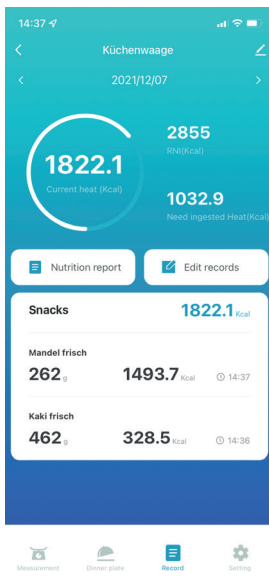 14:37
Küchenwaage
2021/12/07
2855
RNI(Kcal)
1822.1
Current heat (Kcal)
1032.9
Need ingested Heat(Kcal)
Nutrition report
Edit records
Snacks 1822.1 Kcal
Mandel frisch
262 g 1493.7 Kcal 14:37
Kaki frisch
462 g 328.5 Kcal 14:36
Measurement Dinner plate Record Setting